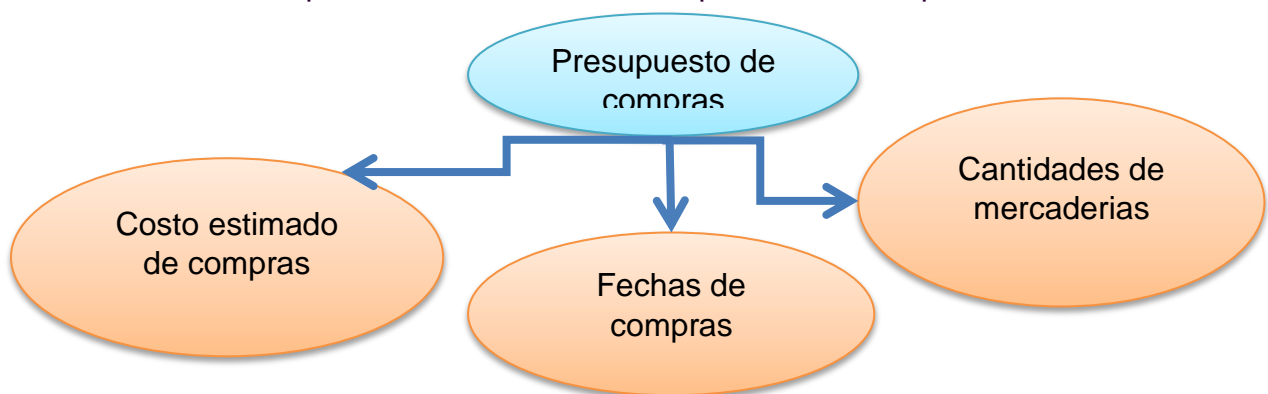 Presupuesto de
compras
Cantidades de
mercaderias
Costo estimado
de compras
Fechas de
compras